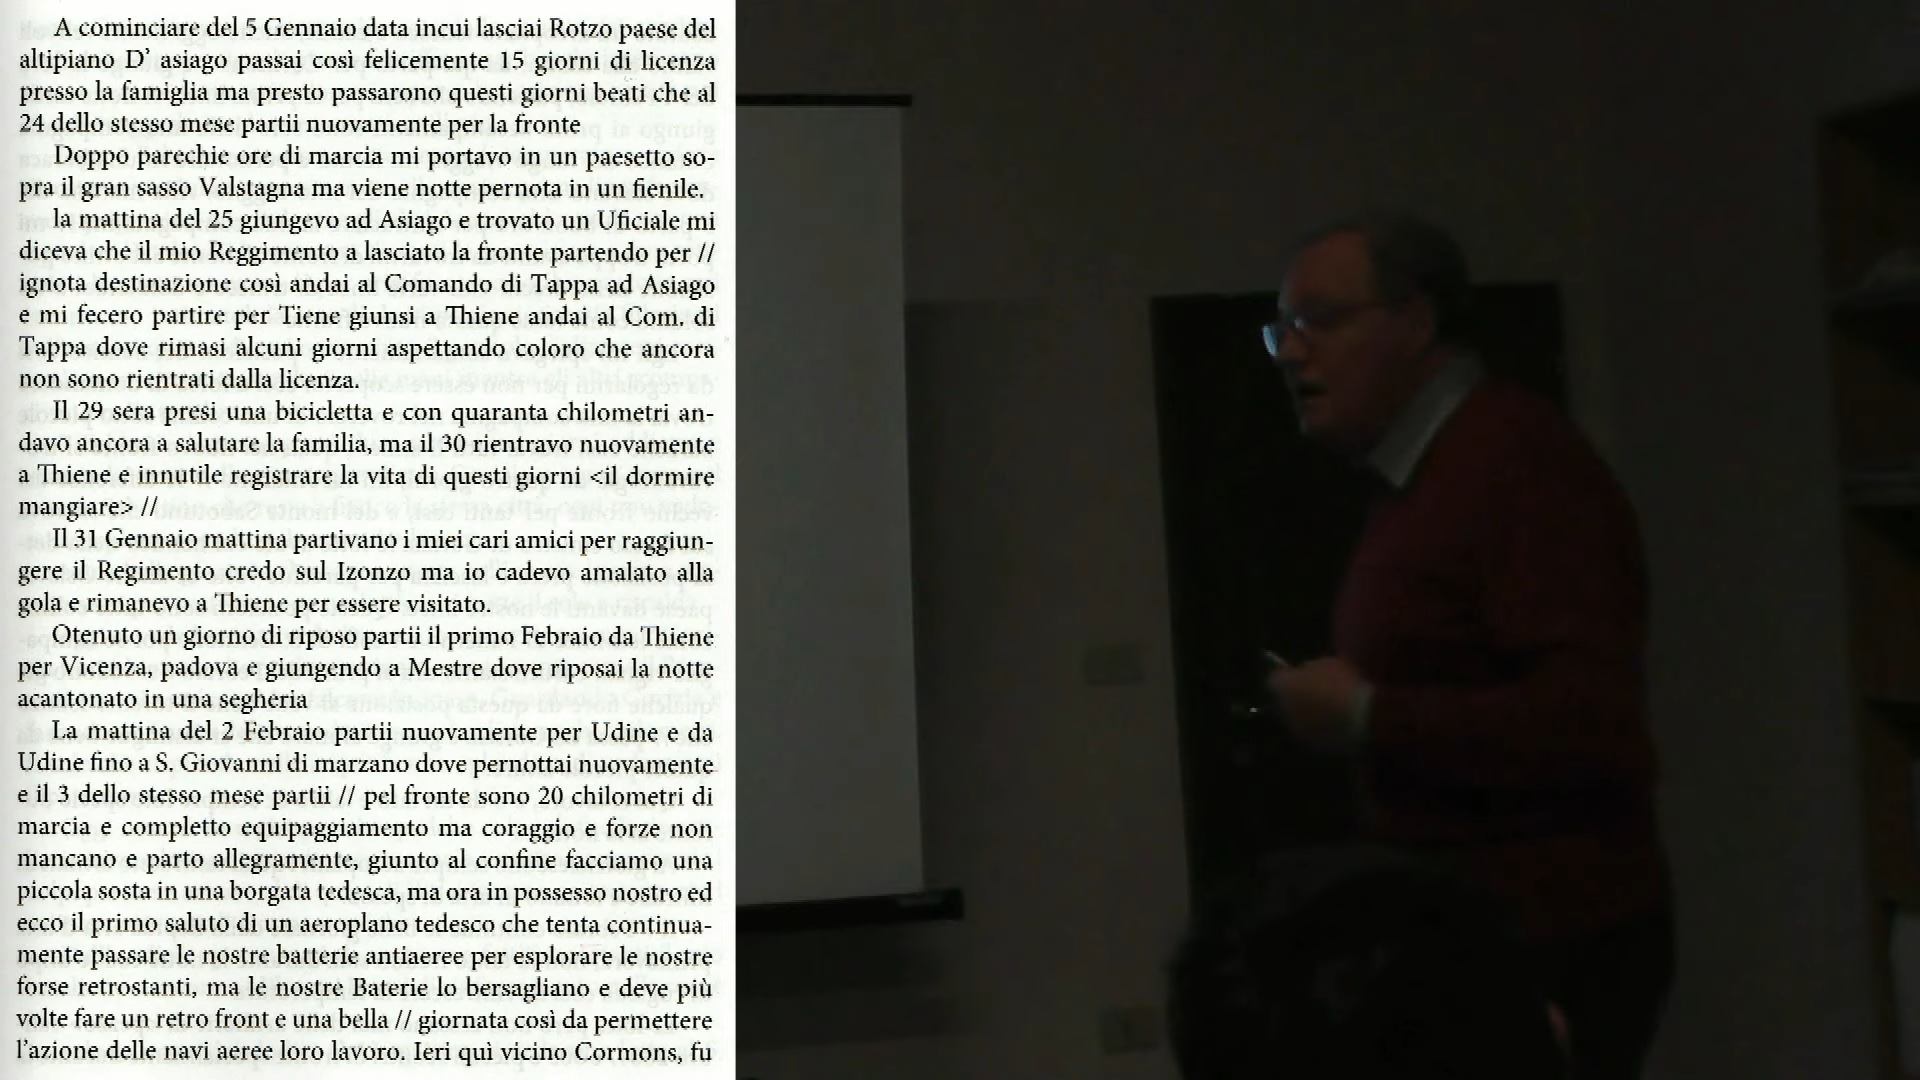 A cominciare del 5 Gennaio data incui lasciai Rotzo paese del
altipiano D' asiago passai così felicemente 15 giorni di licenza
presso la famiglia ma presto passarono questi giorni beati che al
24 dello stesso mese partii nuovamente per la fronte
Doppo parechie ore di marcia mi portavo in un paesetto so-
pra il gran sasso Valstagna ma viene notte pernota in un fienile.
la mattina del 25 giungevo ad Asiago e trovato un Uficiale mi
diceva che il mio Reggimento a lasciato la fronte partendo per //
ignota destinazione così andai al Comando di Tappa ad Asiago
e mi fecero partire per Tiene giunsi a Thiene andai al Com. di
Tappa dove rimasi alcuni giorni aspettando coloro che ancora
non sono rientrati dalla licenza.
Il 29 sera presi una bicicletta e con quaranta chilometri an-
davo ancora a salutare la familia, ma il 30 rientravo nuovamente
a Thiene e innutile registrare la vita di questi giorni <il dormire
mangiare> //
Il 31 Gennaio mattina partivano i miei cari amici per raggiun-
gere il Regimento credo sul Izonzo ma io cadevo amalato alla
gola e rimanevo a Thiene per essere visitato.
Otenuto un giorno di riposo partii il primo Febraio da Thiene
per Vicenza, padova e giungendo a Mestre dove riposai la notte
acantonato in una segheria
La mattina del 2 Febraio partii nuovamente per Udine e da
Udine fino a S. Giovanni di marzano dove pernottai nuovamente
e il 3 dello stesso mese partii // pel fronte sono 20 chilometri di
marcia e completto equipaggiamento ma coraggio e forze non
mancano e parto allegramente, giunto al confine facciamo una
piccola sosta in una borgata tedesca, ma ora in possesso nostro ed
ecco il primo saluto di un aeroplano tedesco che tenta continua-
mente passare le nostre batterie antiaeree per esplorare le nostre
forse retrostanti, ma le nostre Baterie lo bersagliano e deve più
volte fare un retro front e una bella // giornata così da permettere
l'azione delle navi aeree loro lavoro. Ieri quì vicino Cormons, fu